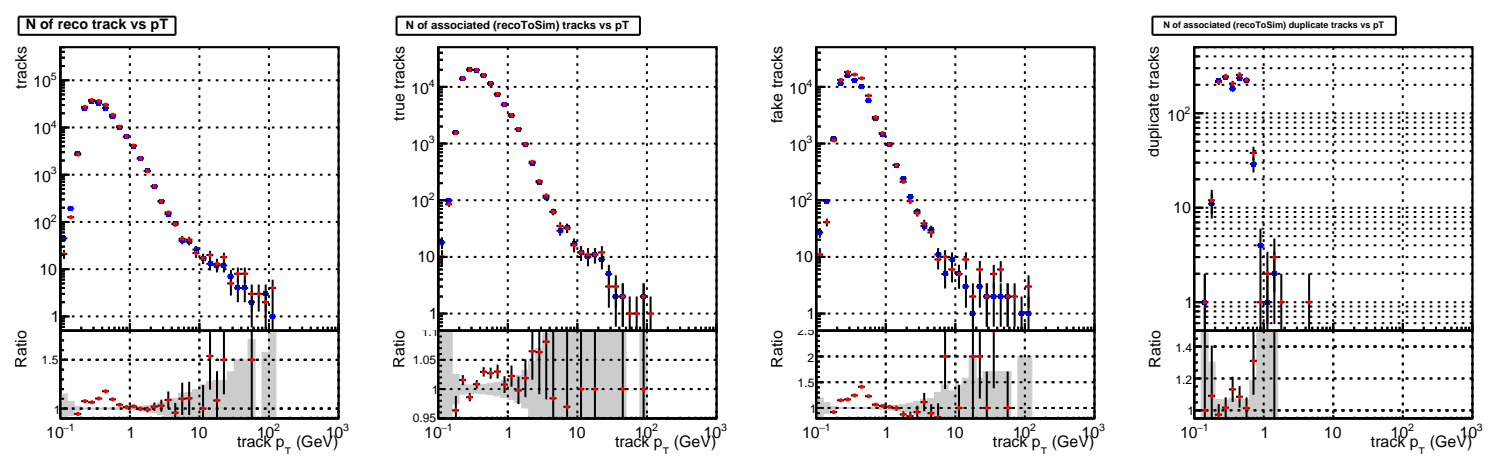 N of reco track vs pT
N of associated (recoToSim) tracks vs pT
N of associated (recoToSim) duplicate tracks vs pT
tracks
10^5
10^4
10^3
10^2
10
1
Ratio
1.5
1
10^-1 1 10 10^2 10^3
track p_T (GeV)
true tracks
10^4
10^3
10^2
10
1
Ratio
1.1
1.05
1
0.95
10^-1 1 10 10^2 10^3
track p_T (GeV)
fake tracks
10^4
10^3
10^2
10
1
Ratio
2.5
2
1.5
1
10^-1 1 10 10^2 10^3
track p_T (GeV)
duplicate tracks
10^2
10
1
Ratio
1.4
1.2
1
10^-1 1 10 10^2 10^3
track p_T (GeV)